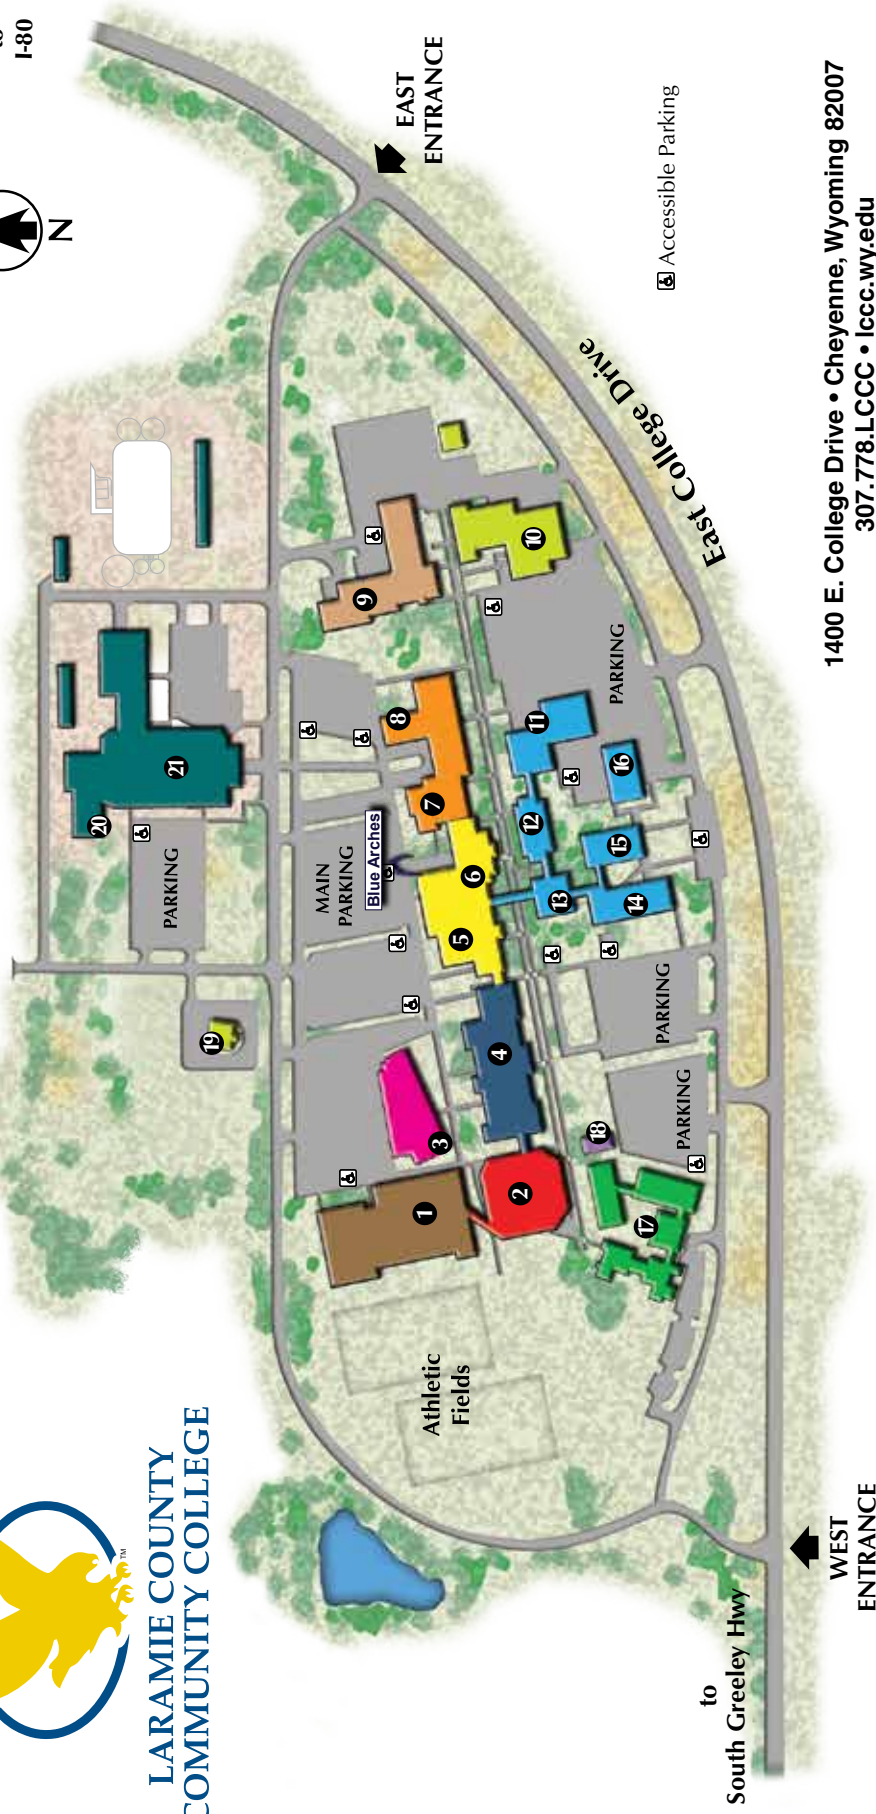 to
I-80
N
EAST
ENTRANCE
Accessible Parking
1400 E. College Drive • Cheyenne, Wyoming 82007
307.778.LCCC • lccc.wy.edu
East College Drive
LARAMIE COUNTY
COMMUNITY COLLEGE
TM
PARKING
MAIN
PARKING
Blue Arches
PARKING
PARKING
PARKING
Athletic
Fields
1
2
3
4
5
6
7
8
9
10
11
12
13
14
15
16
17
18
19
20
21
to
South Greeley Hwy
WEST
ENTRANCE